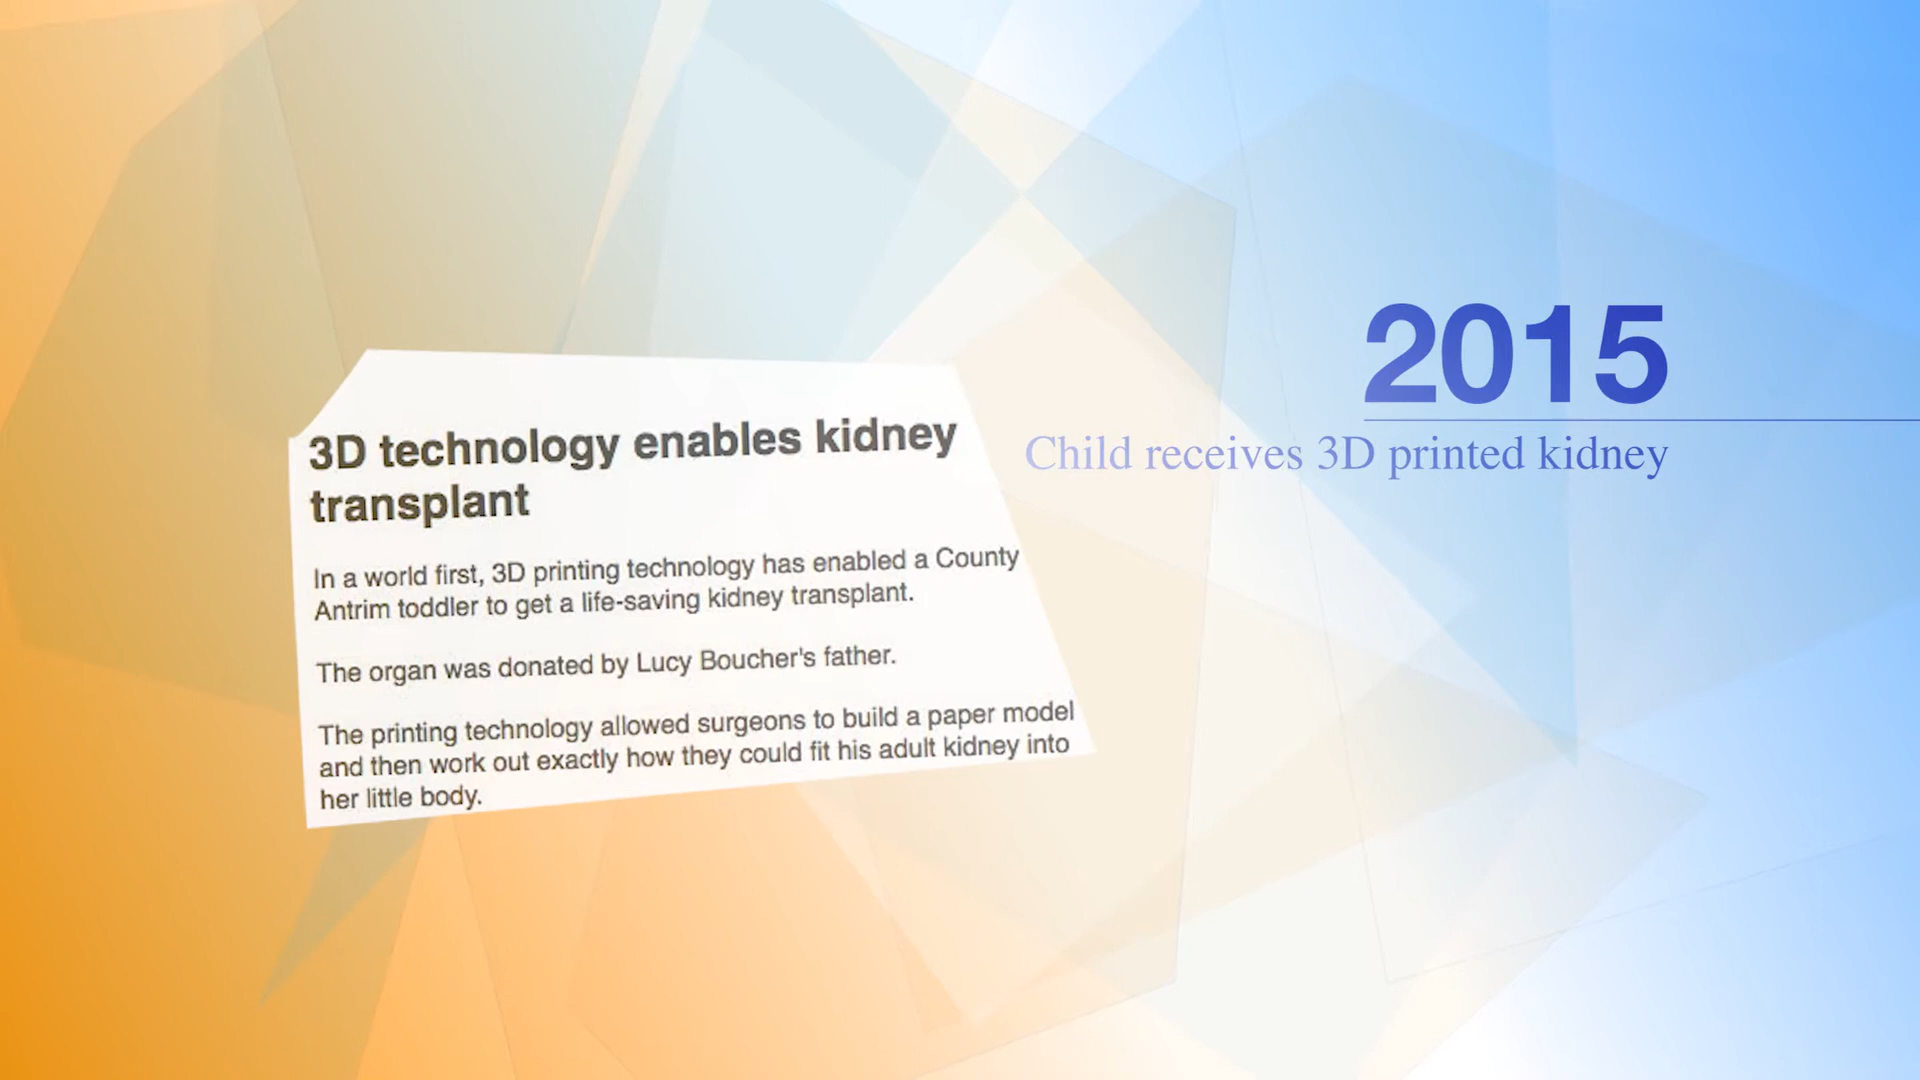 3D technology enables kidney
transplant
In a world first, 3D printing technology has enabled a County
Antrim toddler to get a life-saving kidney transplant.
The organ was donated by Lucy Boucher's father.
The printing technology allowed surgeons to build a paper model
and then work out exactly how they could fit his adult kidney into
her little body.
2015
Child receives 3D printed kidney